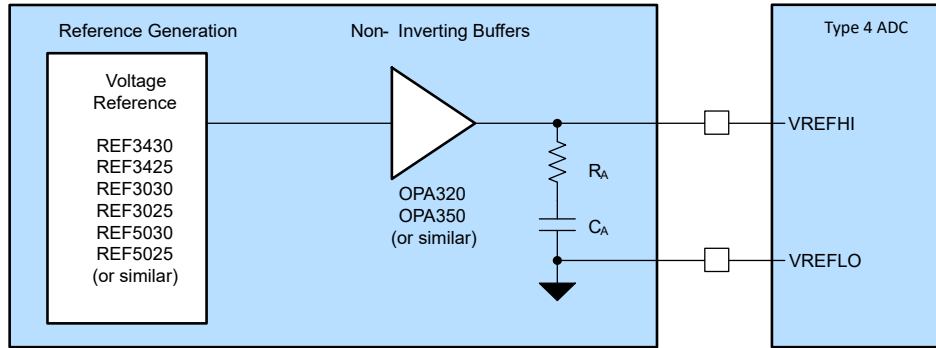 Reference Generation
Non- Inverting Buffers
Type 4 ADC
Voltage
Reference
REF3430
REF3425
REF3030
REF3025
REF5030
REF5025
(or similar)
OPA320
OPA350
(or similar)
RA
CA
VREFHI
VREFLO